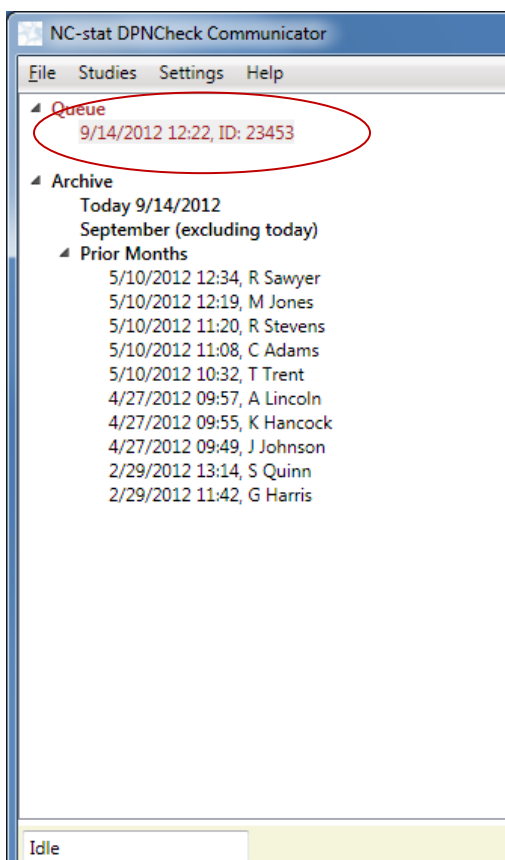 NC-stat DPNCheck Communicator
File Studies Settings Help
Queue
9/14/2012 12:22, ID: 23453
Archive
Today 9/14/2012
September (excluding today)
Prior Months
5/10/2012 12:34, R Sawyer
5/10/2012 12:19, M Jones
5/10/2012 11:20, R Stevens
5/10/2012 11:08, C Adams
5/10/2012 10:32, T Trent
4/27/2012 09:57, A Lincoln
4/27/2012 09:55, K Hancock
4/27/2012 09:49, J Johnson
2/29/2012 13:14, S Quinn
2/29/2012 11:42, G Harris
Idle